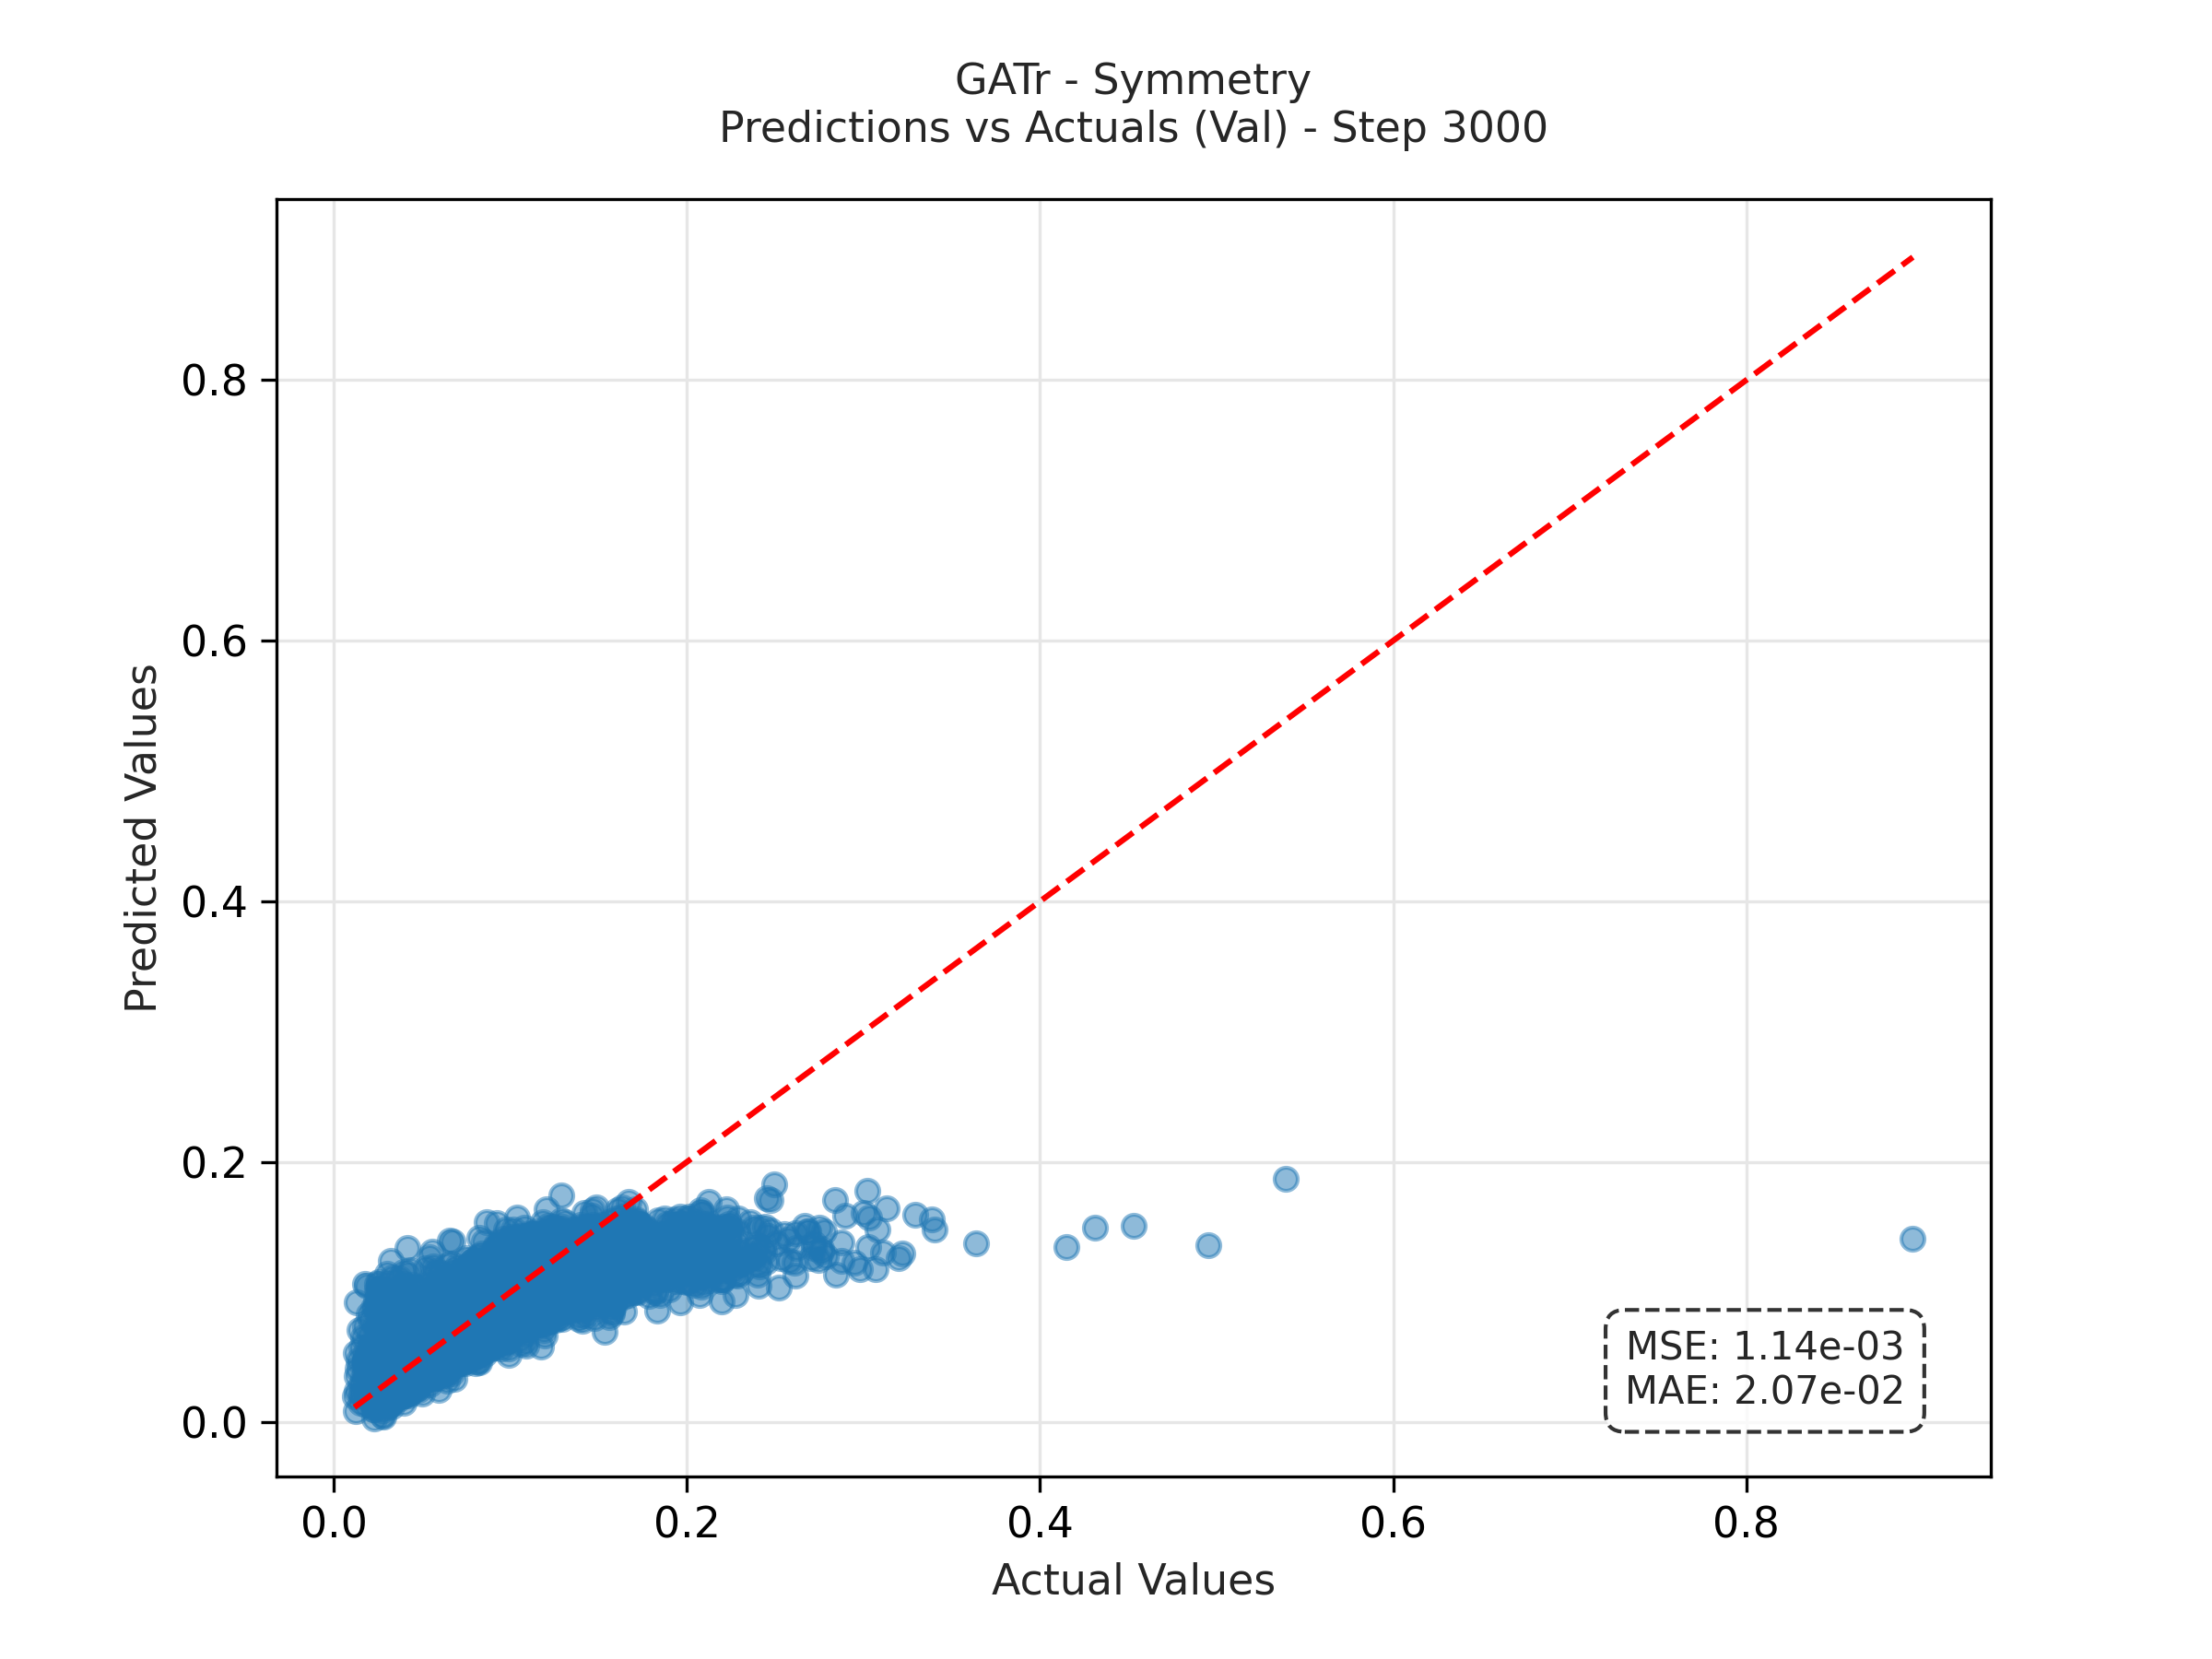 GATr - Symmetry
Predictions vs Actuals (Val) - Step 3000
Predicted Values
0.8
0.6
0.4
0.2
0.0
MSE: 1.14e-03
MAE: 2.07e-02
0.0 0.2 0.4 0.6 0.8
Actual Values